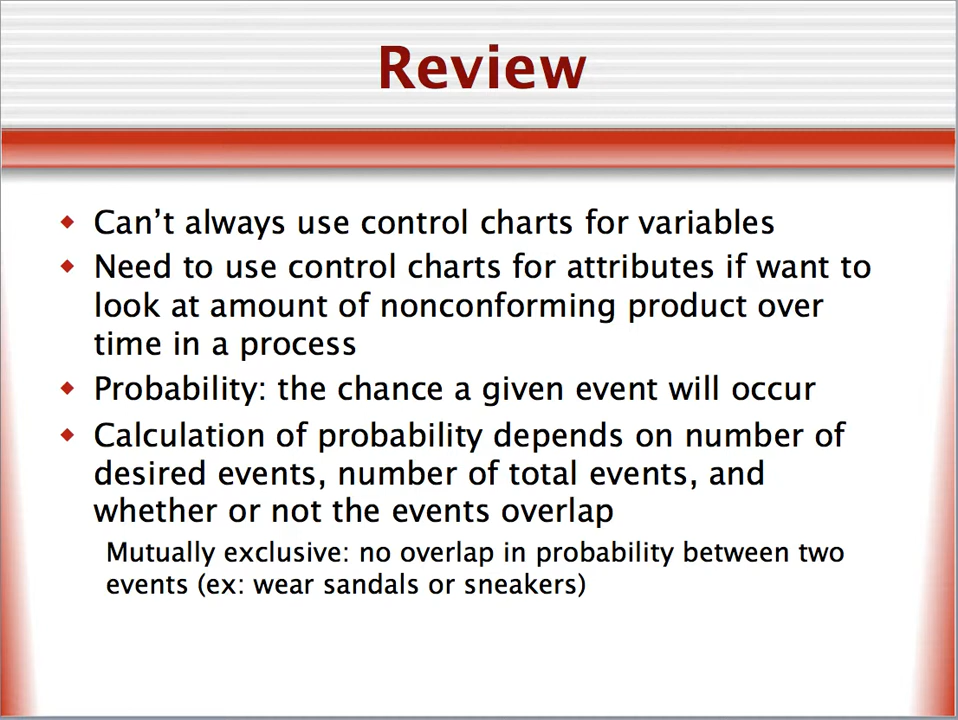 Review
Can’t always use control charts for variables
Need to use control charts for attributes if want to
look at amount of nonconforming product over
time in a process
Probability: the chance a given event will occur
Calculation of probability depends on number of
desired events, number of total events, and
whether or not the events overlap
Mutually exclusive: no overlap in probability between two
events (ex: wear sandals or sneakers)